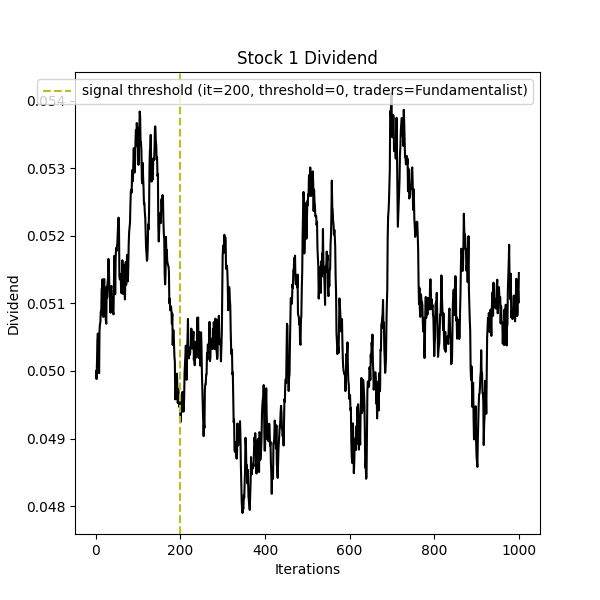 Stock 1 Dividend
signal threshold (it=200, threshold=0, traders=Fundamentalist)
0.054
0.053
0.052
0.051
0.050
0.049
0.048
Dividend
0 200 400 600 800 1000
Iterations